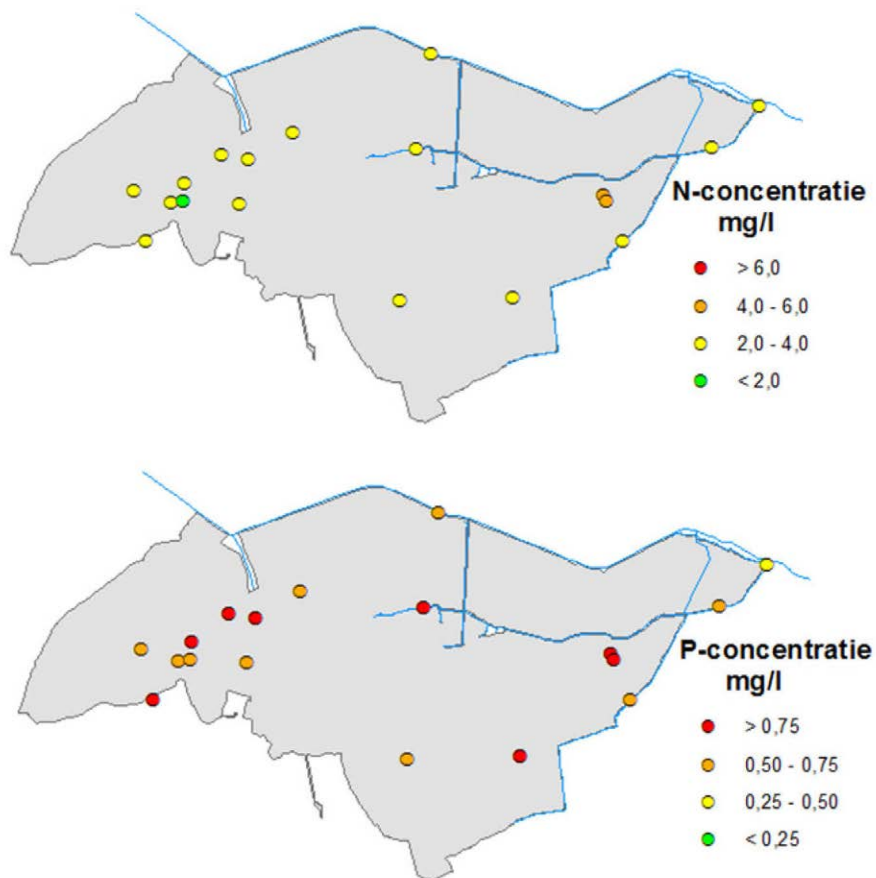 N-concentratie
mg/l
> 6,0
4,0 - 6,0
2,0 - 4,0
< 2,0
P-concentratie
mg/l
> 0,75
0,50 - 0,75
0,25 - 0,50
< 0,25